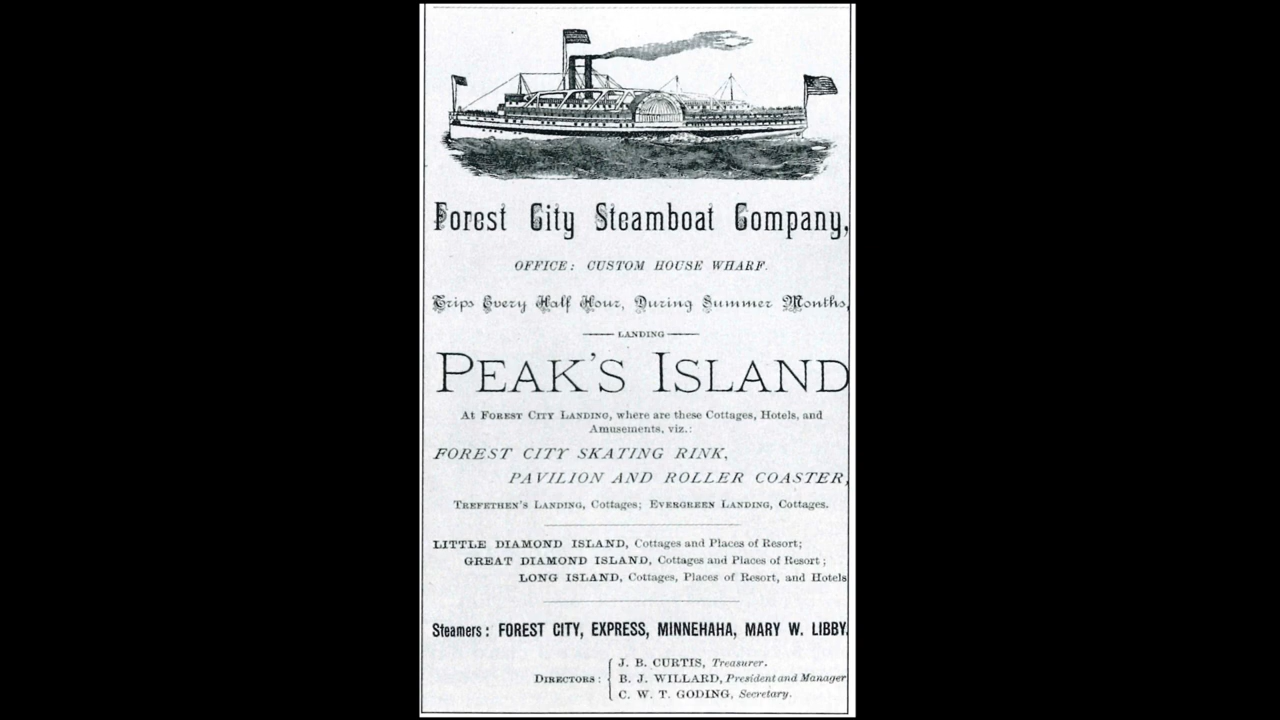 Forest City Steamboat Company,
OFFICE: CUSTOM HOUSE WHARF.
Trips Every Half Hour, During Summer Months,
LANDING
PEAK'S ISLAND
At FOREST CITY LANDING, where are these Cottages, Hotels, and
Amusements, viz.:
FOREST CITY SKATING RINK,
PAVILION AND ROLLER COASTER,
TREFETHEN'S LANDING, Cottages; EVERGREEN LANDING, Cottages.
LITTLE DIAMOND ISLAND, Cottages and Places of Resort;
GREAT DIAMOND ISLAND, Cottages and Places of Resort;
LONG ISLAND, Cottages, Places of Resort, and Hotels
Steamers: FOREST CITY, EXPRESS, MINNEHAHA, MARY W. LIBBY.
DIRECTORS:
J. B. CURTIS, Treasurer.
B. J. WILLARD, President and Manager
C. W. T. GODING, Secretary.